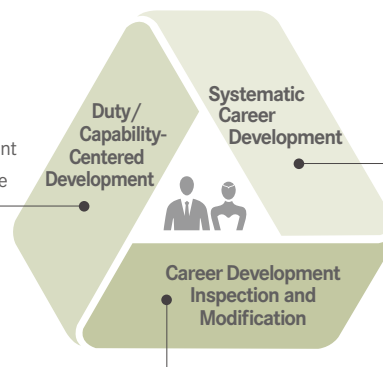 Systematic
Career
Development
Duty/
Capability-
Centered
Development
Career Development
Inspection and
Modification